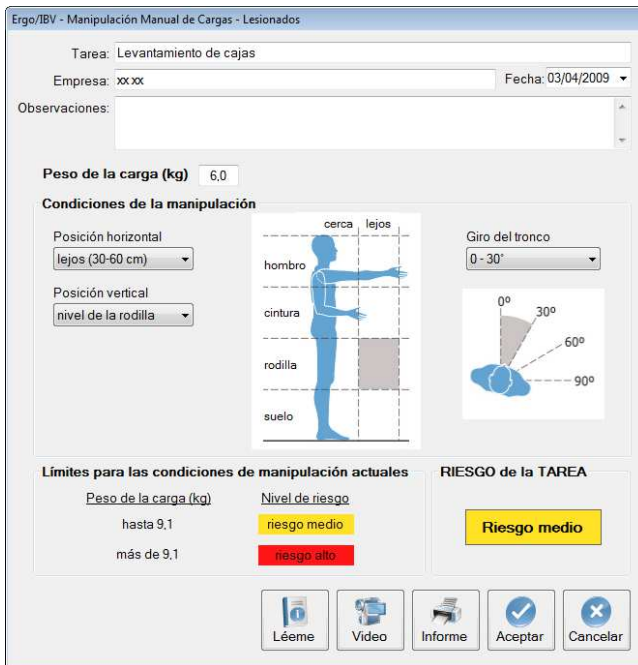 Ergo/IBV - Manipulación Manual de Cargas - Lesionados
Tarea: Levantamiento de cajas
Empresa: xx xx Fecha: 03/04/2009
Observaciones:
Peso de la carga (kg) 6,0
Condiciones de la manipulación
Posición horizontal
lejos (30-60 cm)
Posición vertical
nivel de la rodilla
cerca lejos
hombro
cintura
rodilla
suelo
Giro del tronco
0 - 30°
0º
30º
60º
90º
Límites para las condiciones de manipulación actuales
Peso de la carga (kg) Nivel de riesgo
hasta 9,1 riesgo medio
más de 9,1 riesgo alto
RIESGO de la TAREA
Riesgo medio
Léeme Video Informe Aceptar Cancelar